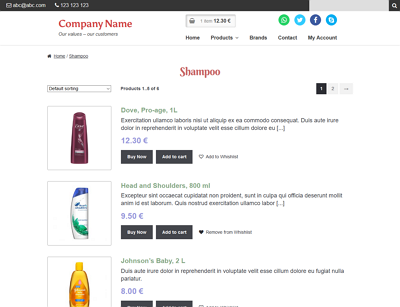 abc@abc.com 123 123 123
Company Name
Our values – our customers
1 item 12.30 €
Home Products Brands Contact My Account
Home / Shampoo
Shampoo
Default sorting
Products 1..8 of 6
1 2 →
Dove, Pro-age, 1L
Exercitation ullamco laboris nisi ut aliquip ex ea commodo consequat. Duis aute irure
dolor in reprehenderit in voluptate velit esse cillum dolore eu [...]
12.30 €
Buy Now Add to cart Add to Whishlist
Head and Shoulders, 800 ml
Excepteur sint occaecat cupidatat non proident, sunt in culpa qui officia deserunt mollit
anim id est laborum. Quis nostrud exercitation ullamco labor [...]
9.50 €
Buy Now Add to cart Remove from Whishlist
Johnson's Baby, 2 L
Duis aute irure dolor in reprehenderit in voluptate velit esse cillum dolore eu fugiat nulla
pariatur.
8.00 €